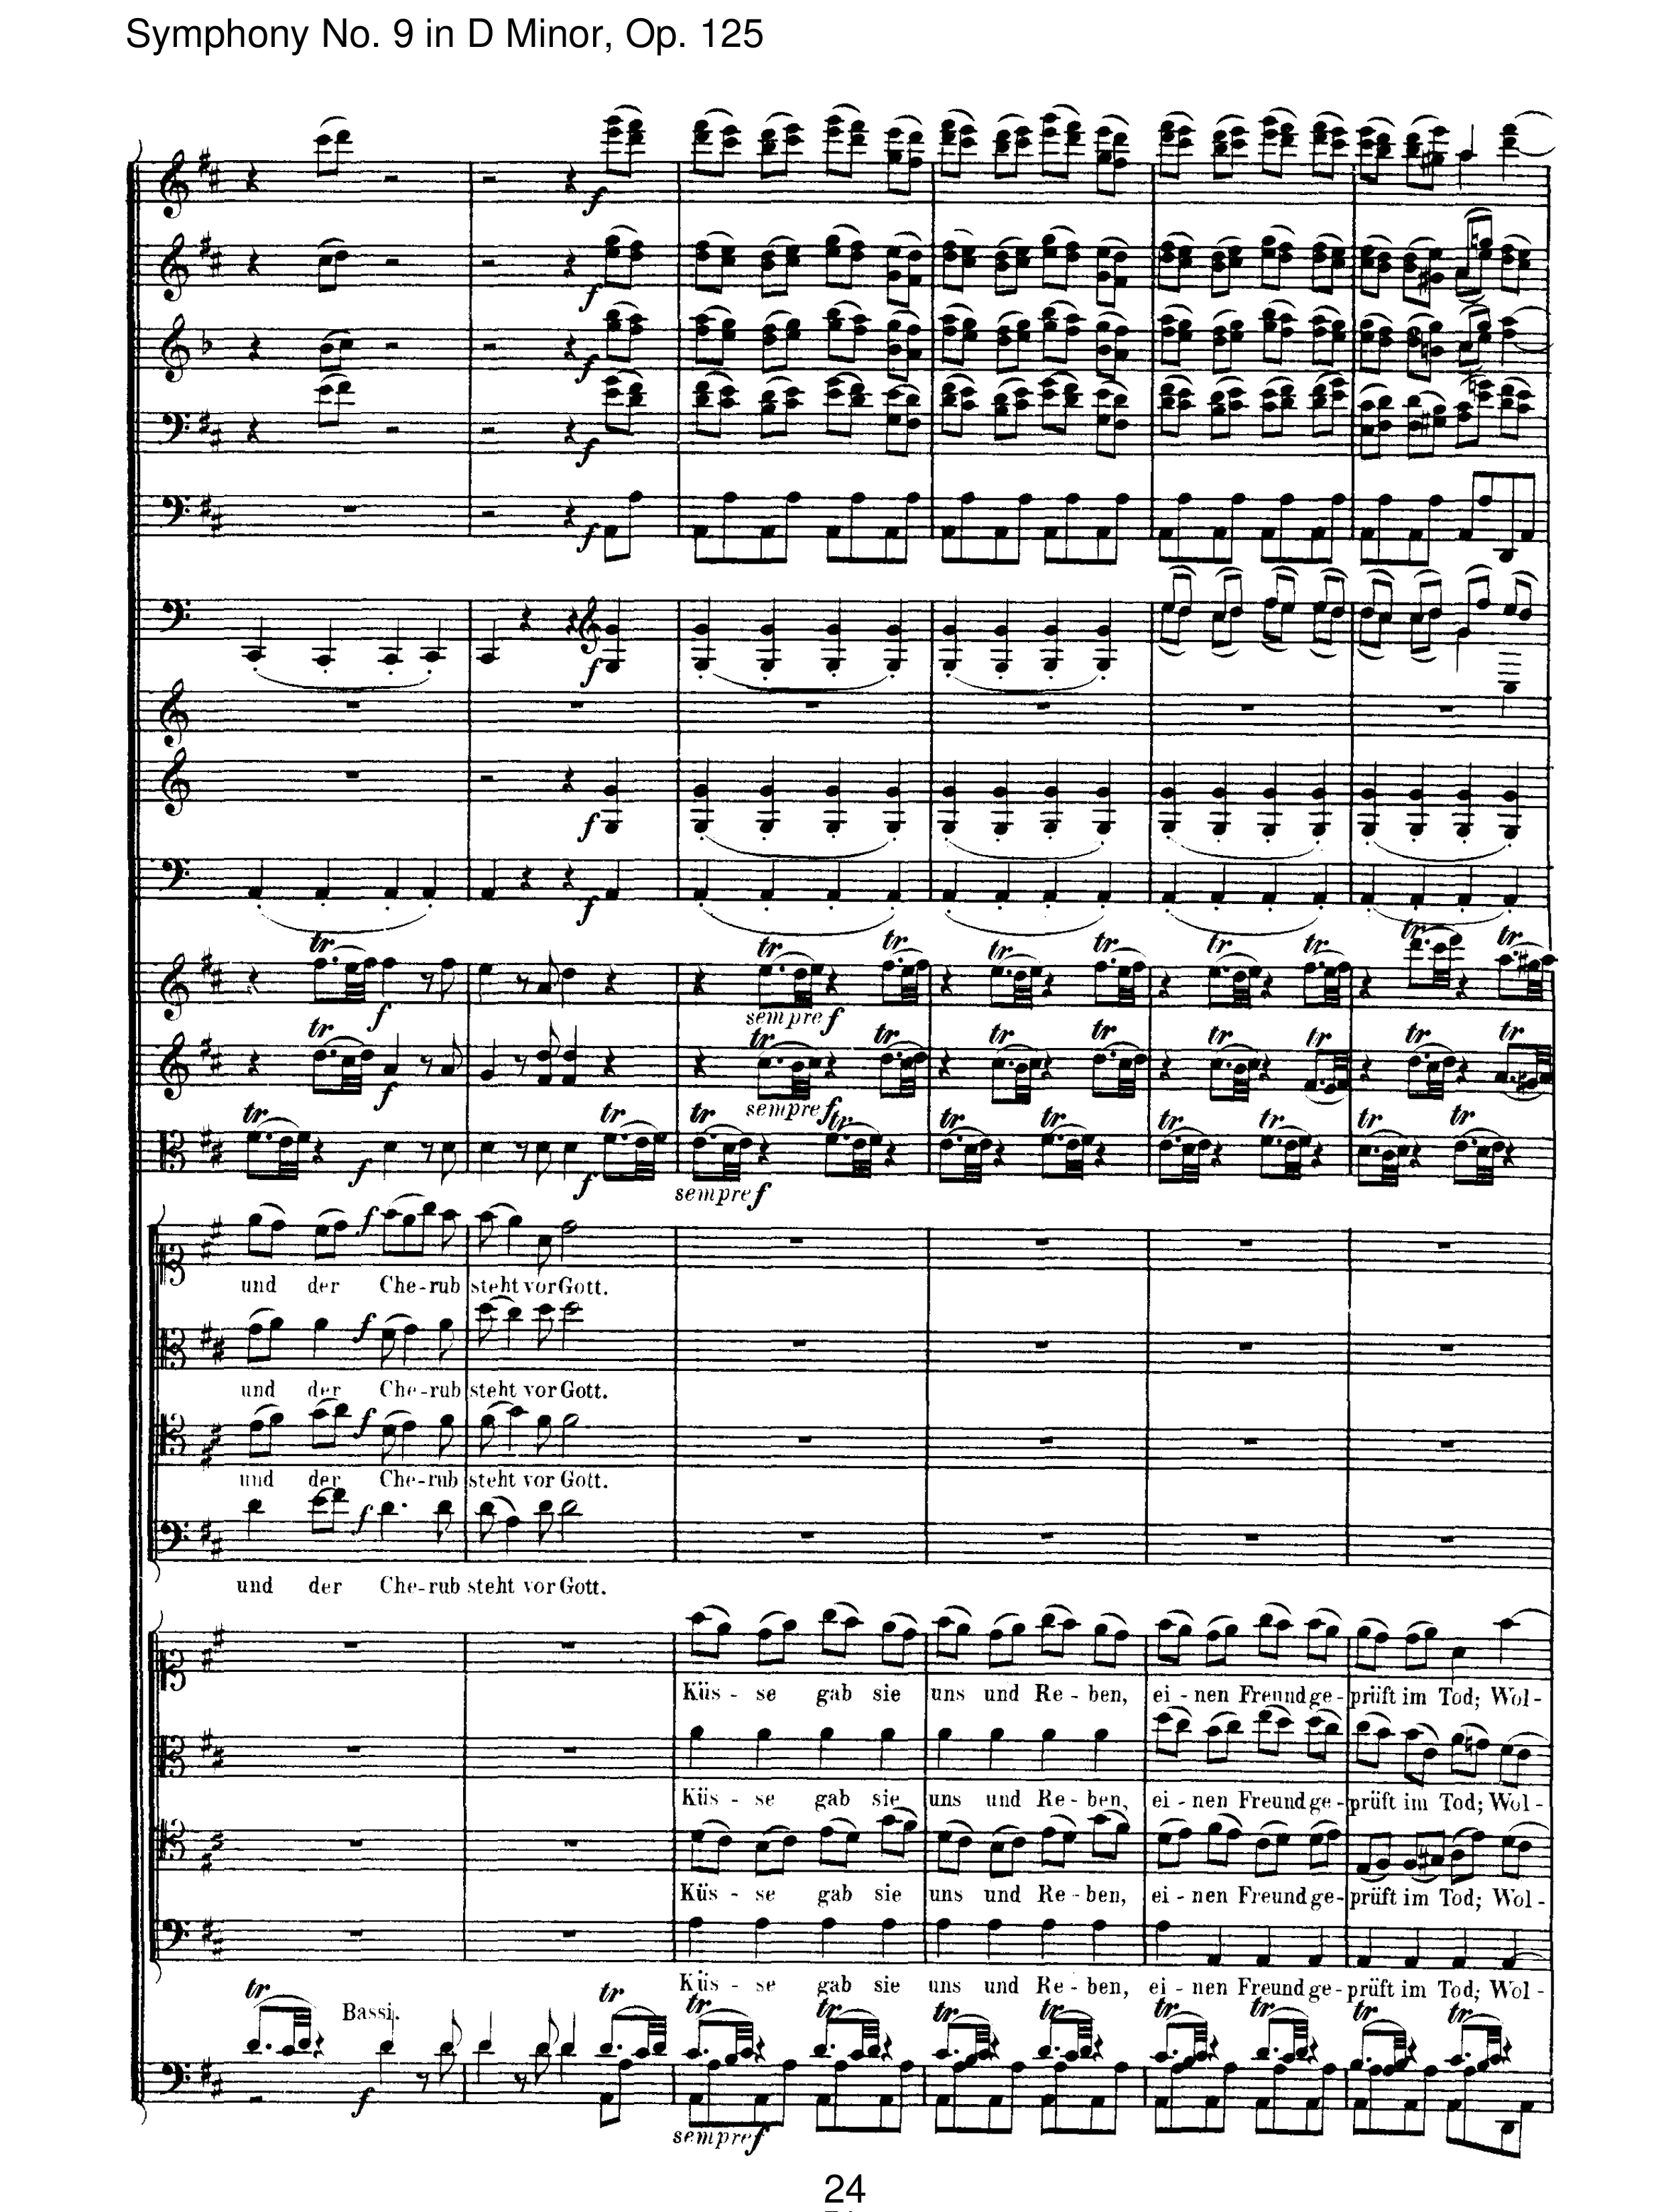 Symphony No. 9 in D Minor, Op. 125
f
f
f
f
f
f
f
f
tr tr tr tr tr tr tr tr tr
f sempre f
tr tr tr tr tr tr tr tr tr
f sempre f
tr tr tr tr tr tr tr tr tr tr
f f sempre f
f
und der Che-rub steht vor Gott.
f
und der Che-rub steht vor Gott.
f
und der Che-rub steht vor Gott.
f
und der Che-rub steht vor Gott.
Küs - se gab sie uns und Re - ben, ei - nen Freund ge - prüft im Tod; Wol -
Küs - se gab sie uns und Re - ben, ei - nen Freund ge - prüft im Tod; Wol -
Küs - se gab sie uns und Re - ben, ei - nen Freund ge - prüft im Tod; Wol -
Küs - se gab sie uns und Re - ben, ei - nen Freund ge - prüft im Tod; Wol -
tr Bassi. tr tr tr tr tr tr tr tr tr
f
sempre f
24